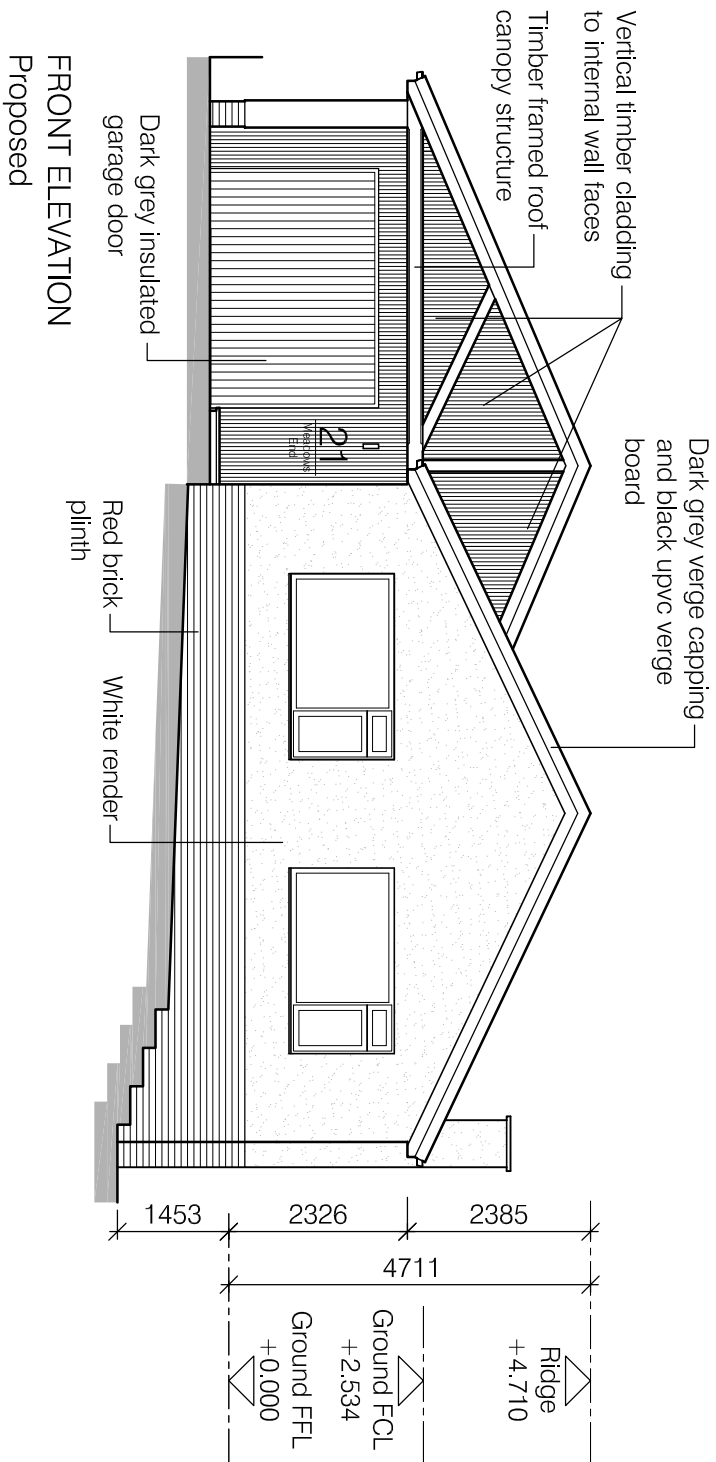 Vertical timber cladding
to internal wall faces
Timber framed roof
canopy structure
Dark grey verge capping
and black upvc verge
board
Ridge
+4.710
Ground FCL
+2.534
Ground FFL
+0.000
2385
2326
1453
4711
21
Meadows
End
Dark grey insulated
garage door
Red brick
plinth
White render
FRONT ELEVATION
Proposed